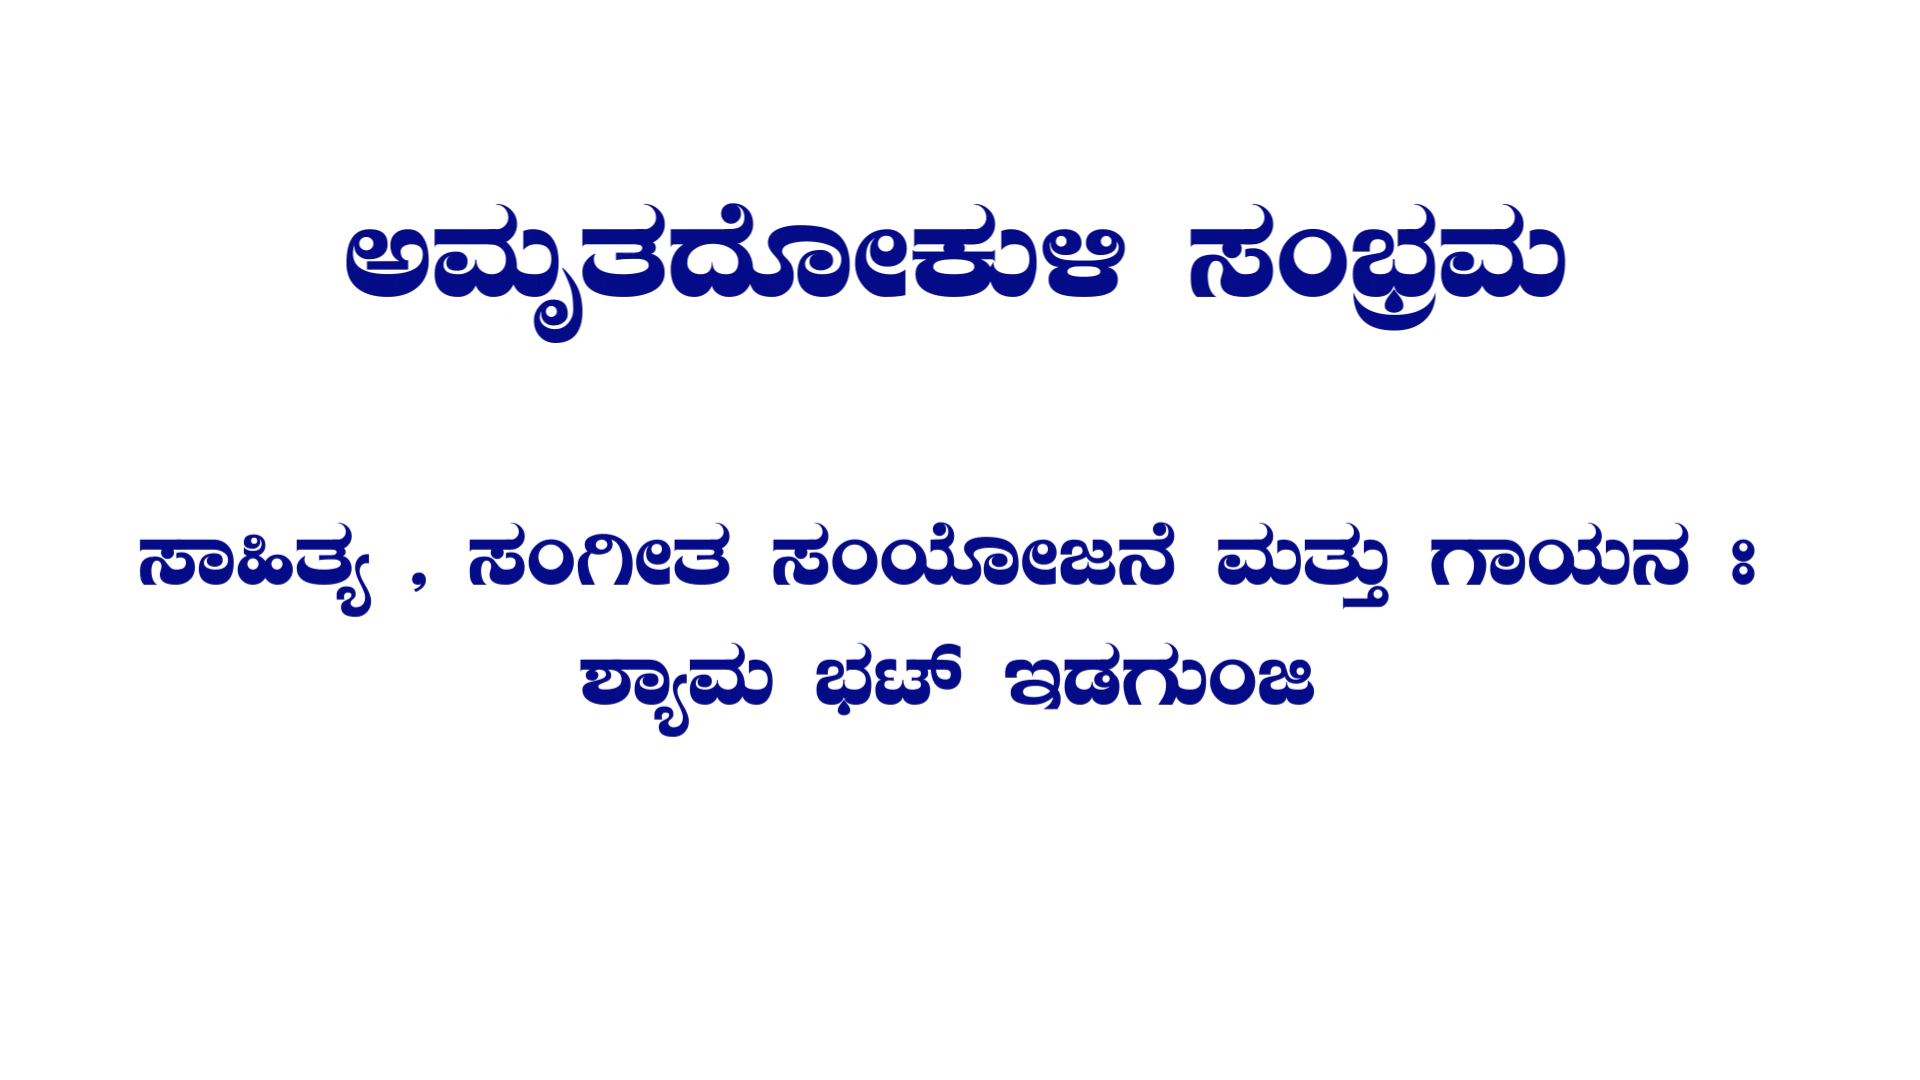 ಅಮೃತದೋಕುಳಿ ಸಂಭ್ರಮ
ಸಾಹಿತ್ಯ , ಸಂಗೀತ ಸಂಯೋಜನೆ ಮತ್ತು ಗಾಯನ ಃ
ಶ್ಯಾಮ ಭಟ್ ಇಡಗುಂಜಿ